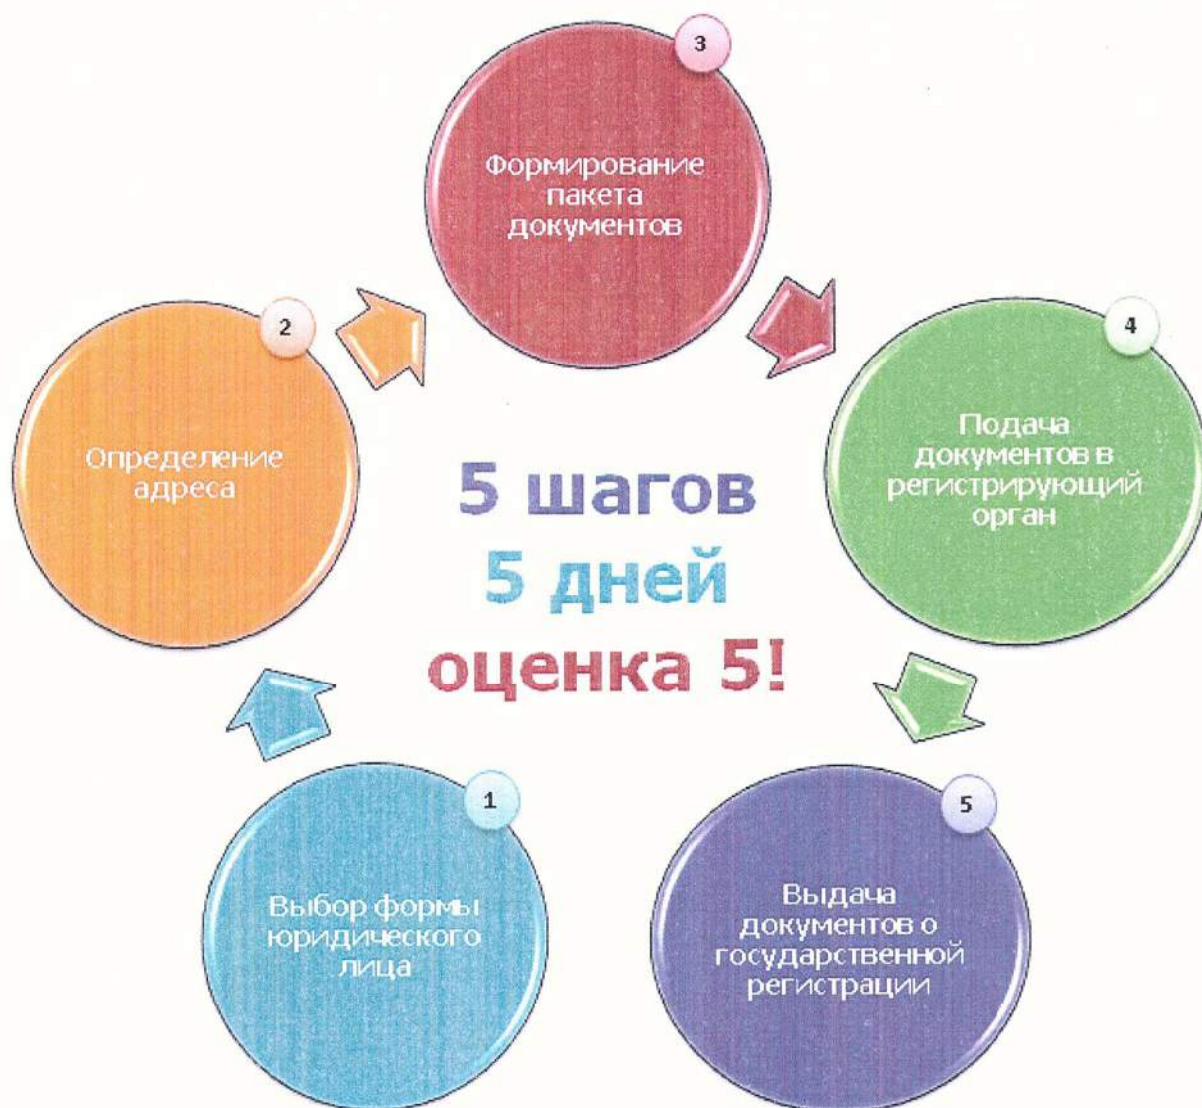 3
Формирование
пакета
документов
2
Определение
адреса
4
Подача
документов в
регистрирующий
орган
5 шагов
5 дней
оценка 5!
1
Выбор формы
юридического
лица
5
Выдача
документов о
государственной
регистрации